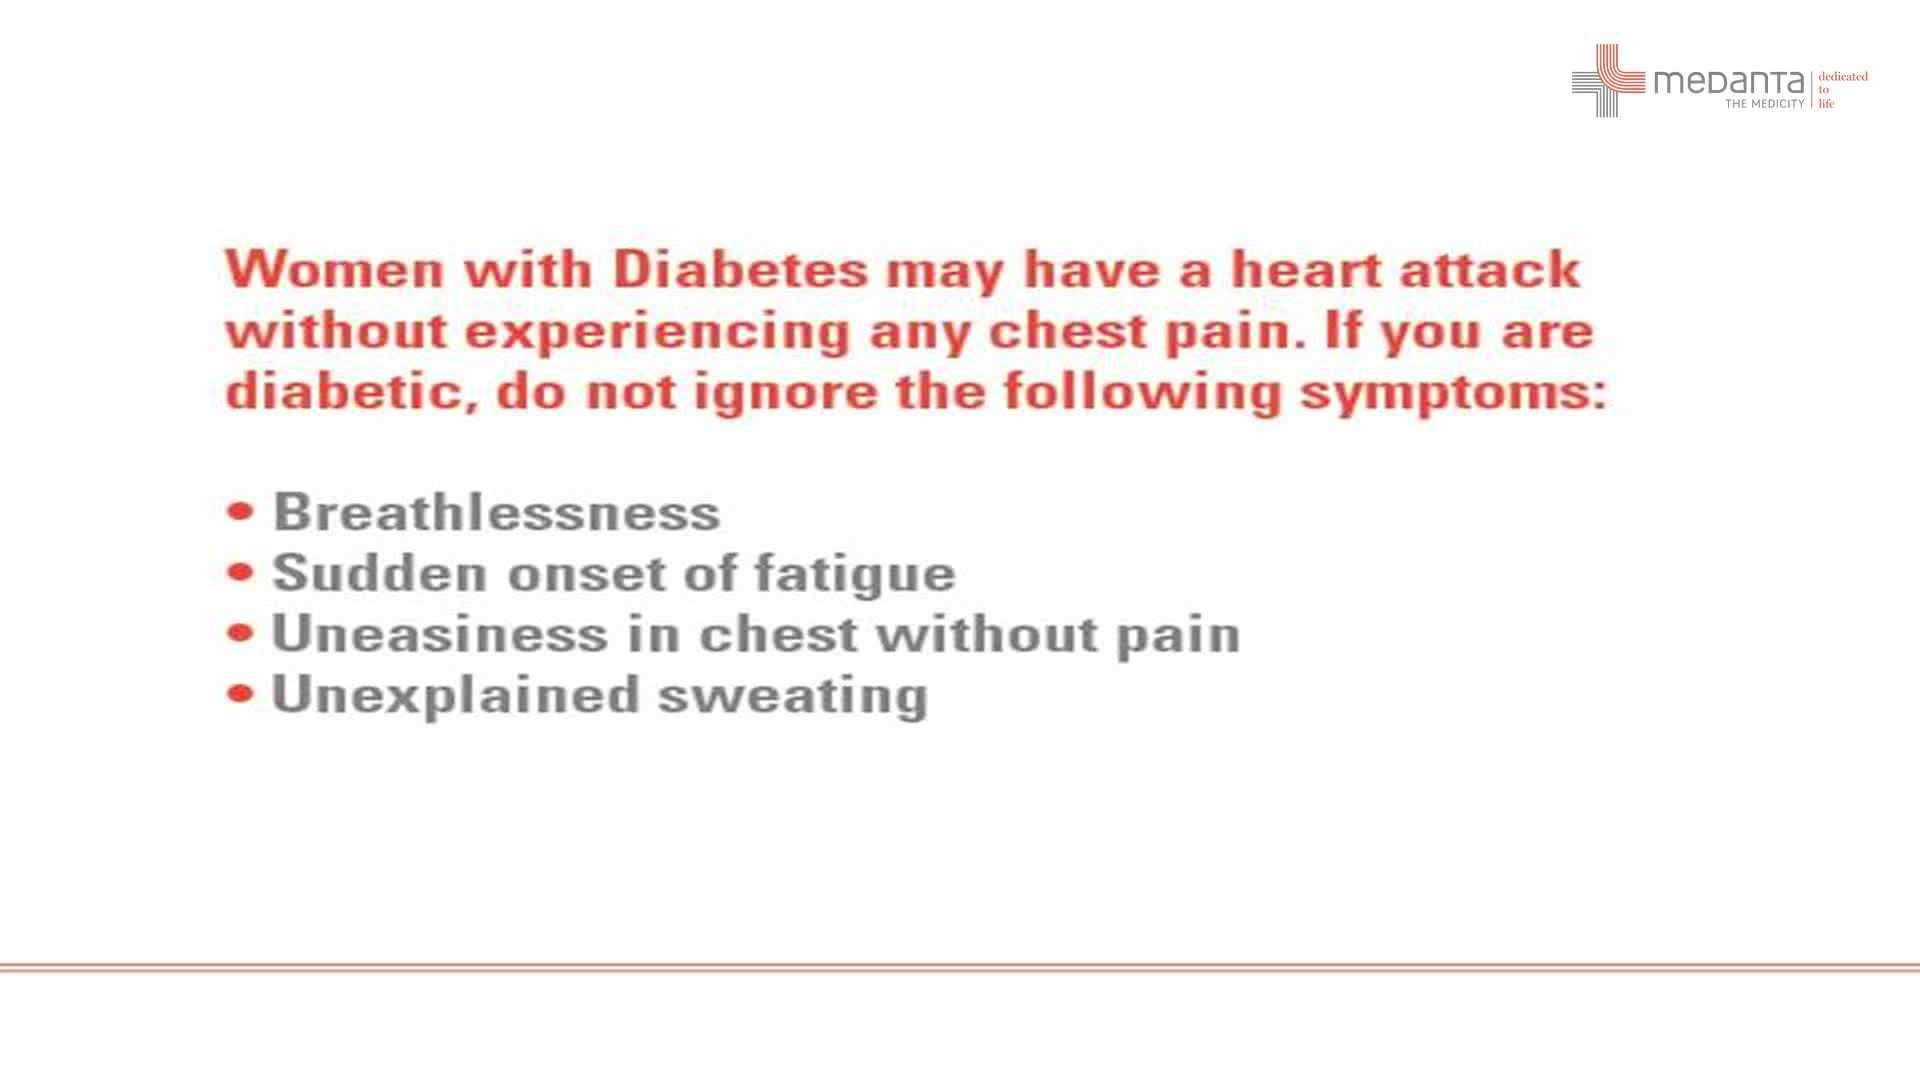 meDanTa
THE MEDICITY
dedicated
to
life
Women with Diabetes may have a heart attack
without experiencing any chest pain. If you are
diabetic, do not ignore the following symptoms:
• Breathlessness
• Sudden onset of fatigue
• Uneasiness in chest without pain
• Unexplained sweating